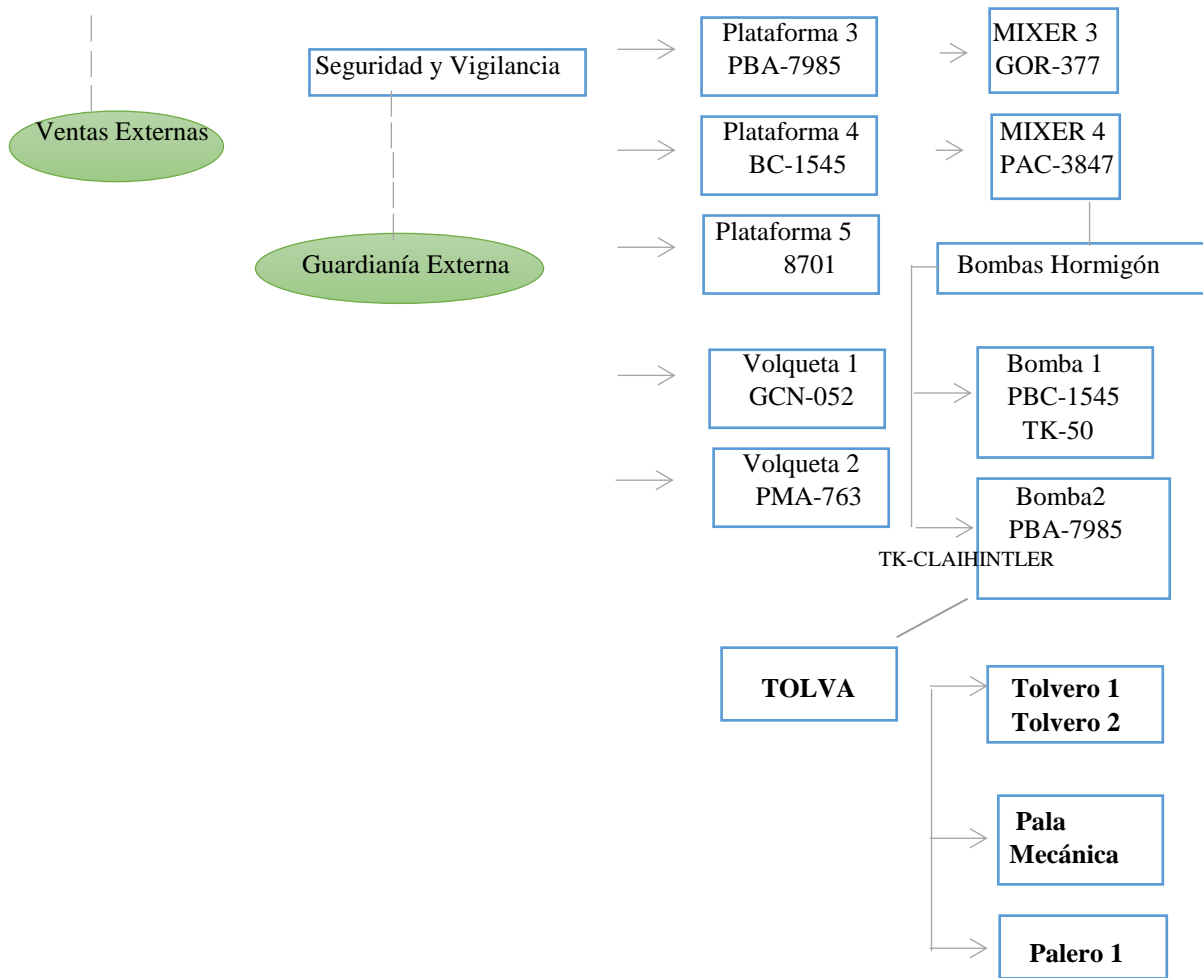 Plataforma 3
PBA-7985
MIXER 3
GOR-377
Seguridad y Vigilancia
Ventas Externas
Plataforma 4
BC-1545
MIXER 4
PAC-3847
Plataforma 5
8701
Guardianía Externa
Bombas Hormigón
Volqueta 1
GCN-052
Bomba 1
PBC-1545
TK-50
Volqueta 2
PMA-763
Bomba2
PBA-7985
TK-CLAIHINTLER
TOLVA
Tolvero 1
Tolvero 2
Pala
Mecánica
Palero 1